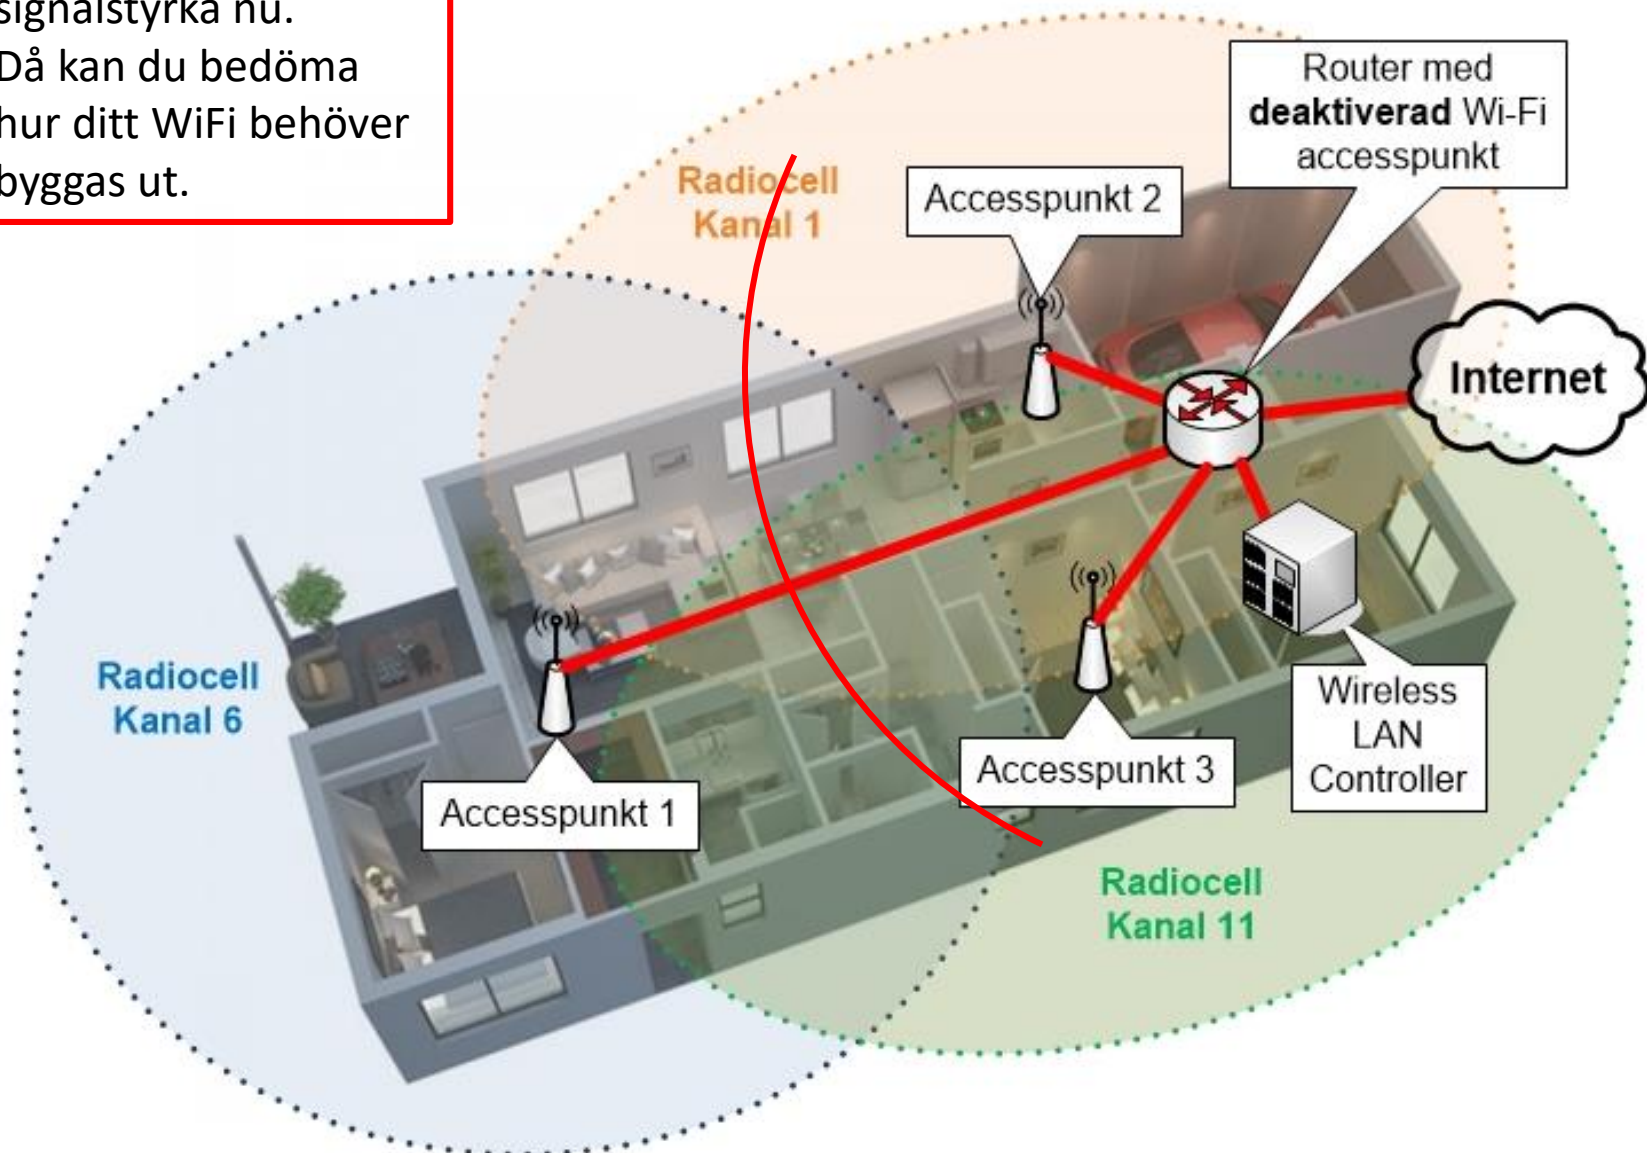 signalstyrka nu.
Då kan du bedöma
hur ditt WiFi behöver
byggas ut.
Router med
deaktiverad Wi-Fi
accesspunkt
Radiocell
Kanal 1
Accesspunkt 2
Internet
Radiocell
Kanal 6
Accesspunkt 1
Accesspunkt 3
Wireless
LAN
Controller
Radiocell
Kanal 11